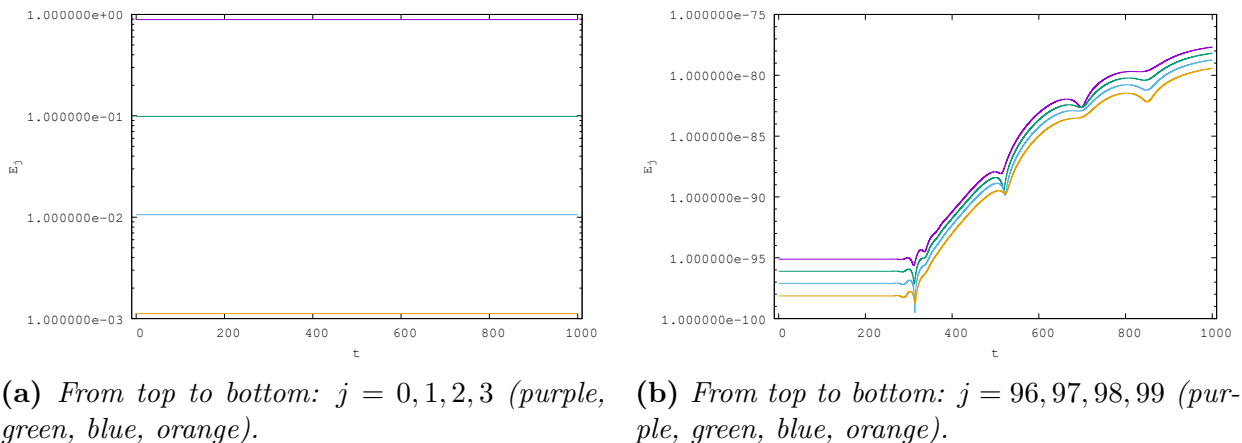 1.000000e+00
1.000000e-01
1.000000e-02
1.000000e-03
Ej
0 200 400 600 800 1000
t
1.000000e-75
1.000000e-80
1.000000e-85
1.000000e-90
1.000000e-95
1.000000e-100
Ej
0 200 400 600 800 1000
t
(a) From top to bottom: j = 0, 1, 2, 3 (purple,
green, blue, orange).
(b) From top to bottom: j = 96, 97, 98, 99 (pur-
ple, green, blue, orange).